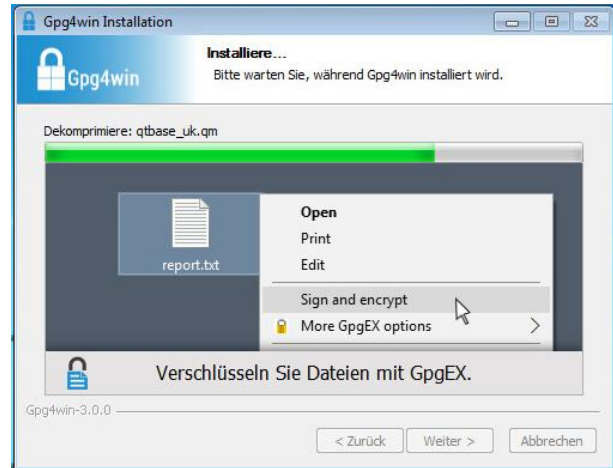 Gpg4win Installation
Installiere...
Bitte warten Sie, während Gpg4win installiert wird.
Gpg4win
Dekomprimiere: qtbase_uk.qm
report.txt
Open
Print
Edit
Sign and encrypt
More GpgEX options
Verschlüsseln Sie Dateien mit GpgEX.
Gpg4win-3.0.0
< Zurück
Weiter >
Abbrechen